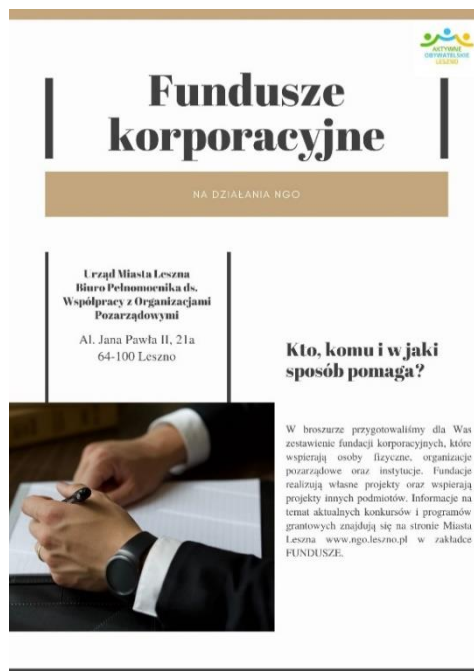 AKTYWNE
OBYWATELSKIE
LESZNO
Fundusze
korporacyjne
NA DZIAŁANIA NGO
Urząd Miasta Leszna
Biuro Pełnomocnika ds.
Współpracy z Organizacjami
Pozarządowymi
Al. Jana Pawła II, 21a
64-100 Leszno
Kto, komu i w jaki
sposób pomaga?
W broszurze przygotowaliśmy dla Was
zestawienie fundacji korporacyjnych, które
wspierają osoby fizyczne, organizacje
pozarządowe oraz instytucje. Fundacje
realizują własne projekty oraz wspierają
projekty innych podmiotów. Informacje na
temat aktualnych konkursów i programów
grantowych znajdują się na stronie Miasta
Leszna www.ngo.leszno.pl w zakładce
FUNDUSZE.